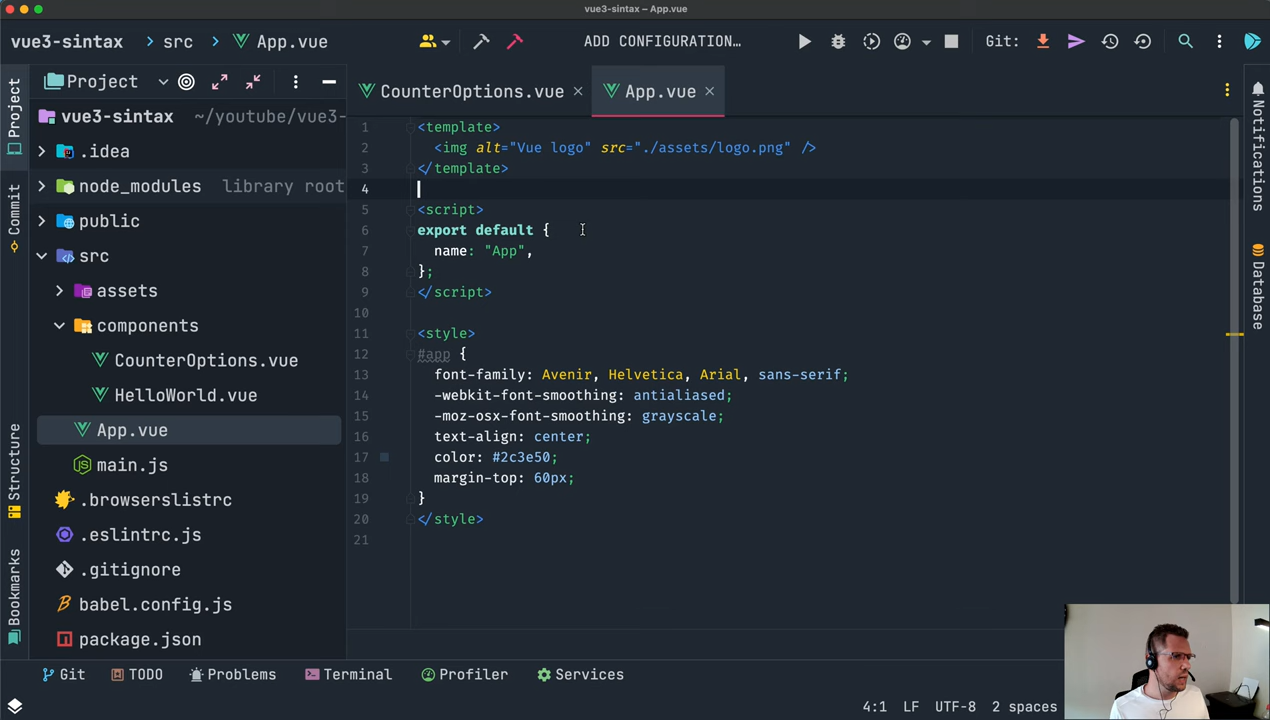 vue3-sintax – App.vue
vue3-sintax > src > App.vue
ADD CONFIGURATION...
Git:
Project
vue3-sintax ~/youtube/vue3-
.idea
node_modules library root
public
src
assets
components
CounterOptions.vue
HelloWorld.vue
App.vue
main.js
.browserslistrc
.eslintrc.js
.gitignore
babel.config.js
package.json
Project
Commit
Structure
Bookmarks
CounterOptions.vue ×
App.vue ×
1 <template>
2 <img alt="Vue logo" src="./assets/logo.png" />
3 </template>
4
5 <script>
6 export default {
7 name: "App",
8 };
9 </script>
10
11 <style>
12 #app {
13 font-family: Avenir, Helvetica, Arial, sans-serif;
14 -webkit-font-smoothing: antialiased;
15 -moz-osx-font-smoothing: grayscale;
16 text-align: center;
17 color: #2c3e50;
18 margin-top: 60px;
19 }
20 </style>
21
Notifications
Database
Git
TODO
Problems
Terminal
Profiler
Services
4:1 LF UTF-8 2 spaces